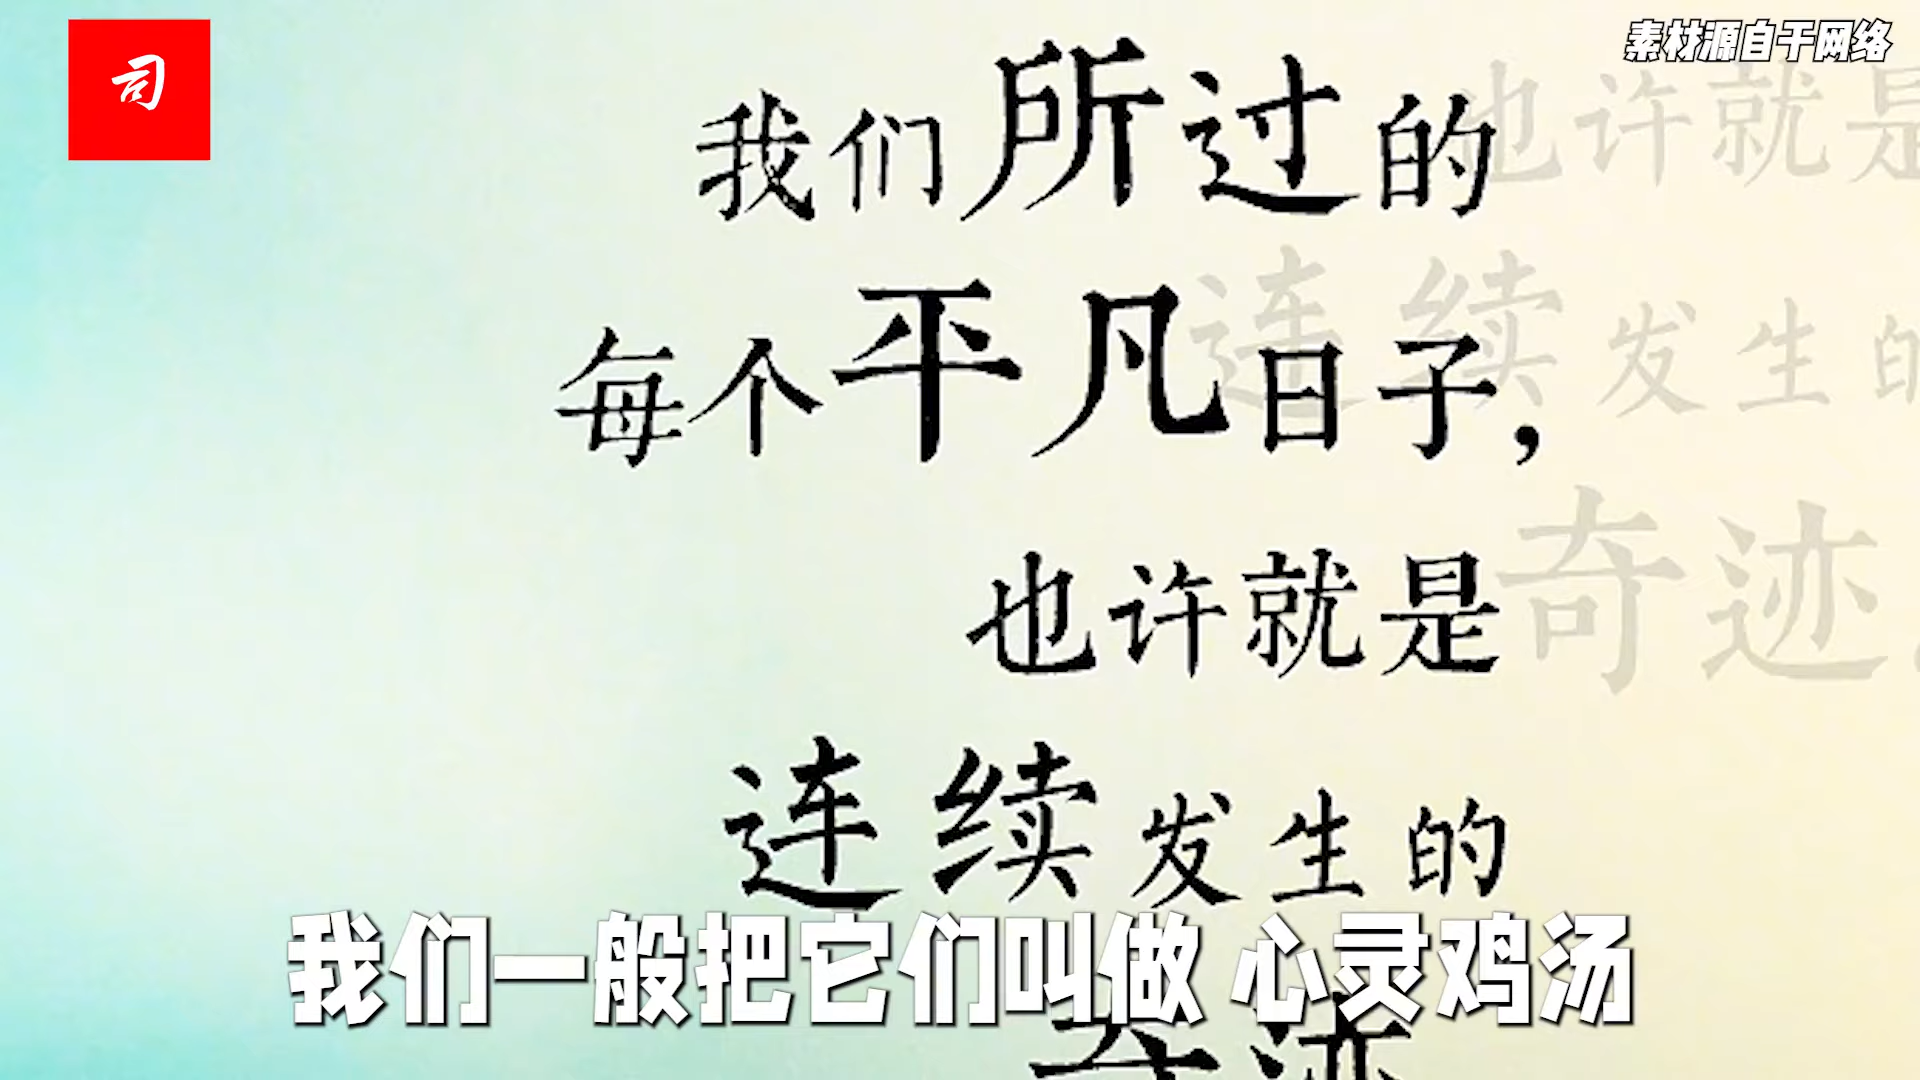 司
素材源自于网络
我们所过的
每个平凡日子，
也许就是
连续发生的
奇迹
也许就是
连续发生的
奇迹
我们一般把它们叫做 心灵鸡汤